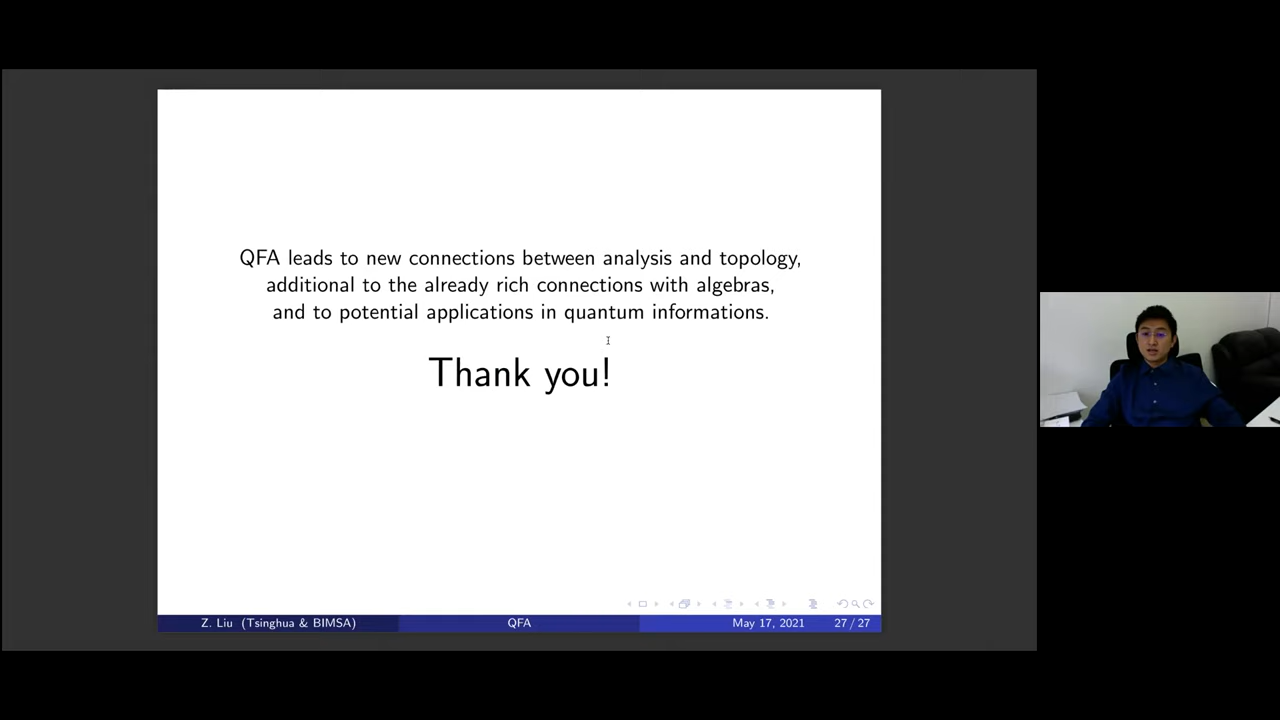 QFA leads to new connections between analysis and topology,
additional to the already rich connections with algebras,
and to potential applications in quantum informations.
Thank you!
Z. Liu (Tsinghua & BIMSA)
QFA
May 17, 2021
27 / 27